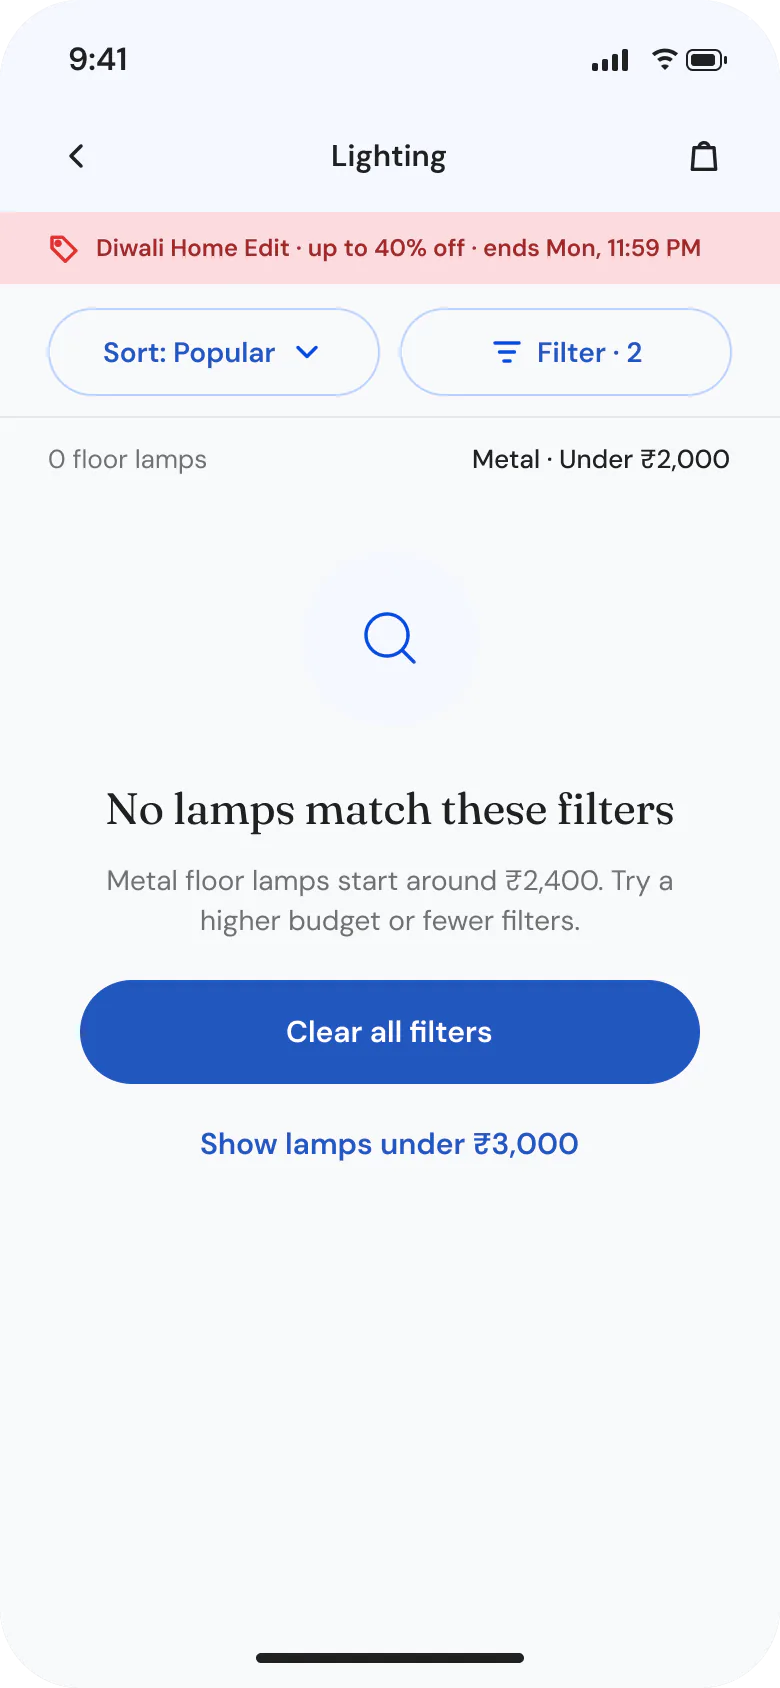 9:41
Lighting
Diwali Home Edit · up to 40% off · ends Mon, 11:59 PM
Sort: Popular
Filter · 2
0 floor lamps
Metal · Under ₹2,000
No lamps match these filters
Metal floor lamps start around ₹2,400. Try a
higher budget or fewer filters.
Clear all filters
Show lamps under ₹3,000